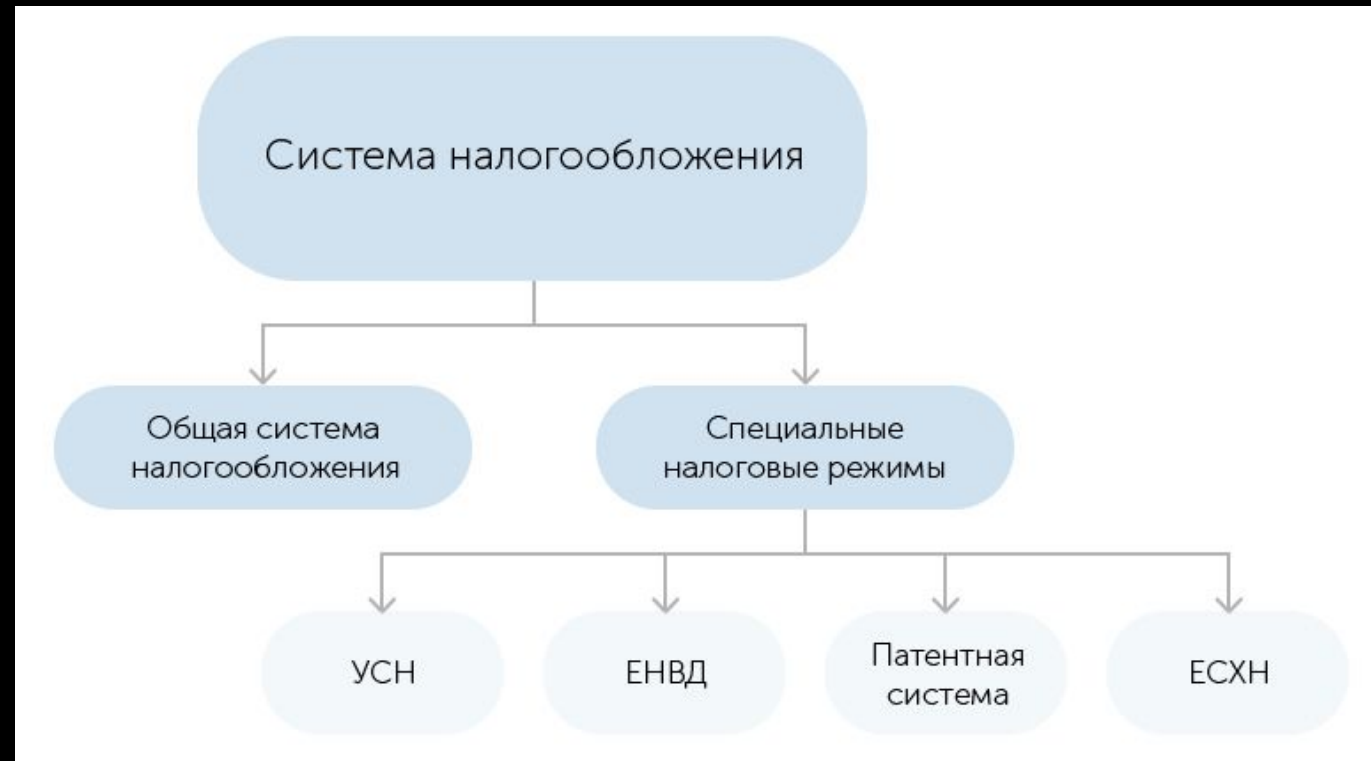 Система налогообложения
Общая система
налогообложения
Специальные
налоговые режимы
УСН
ЕНВД
Патентная
система
ЕСХН